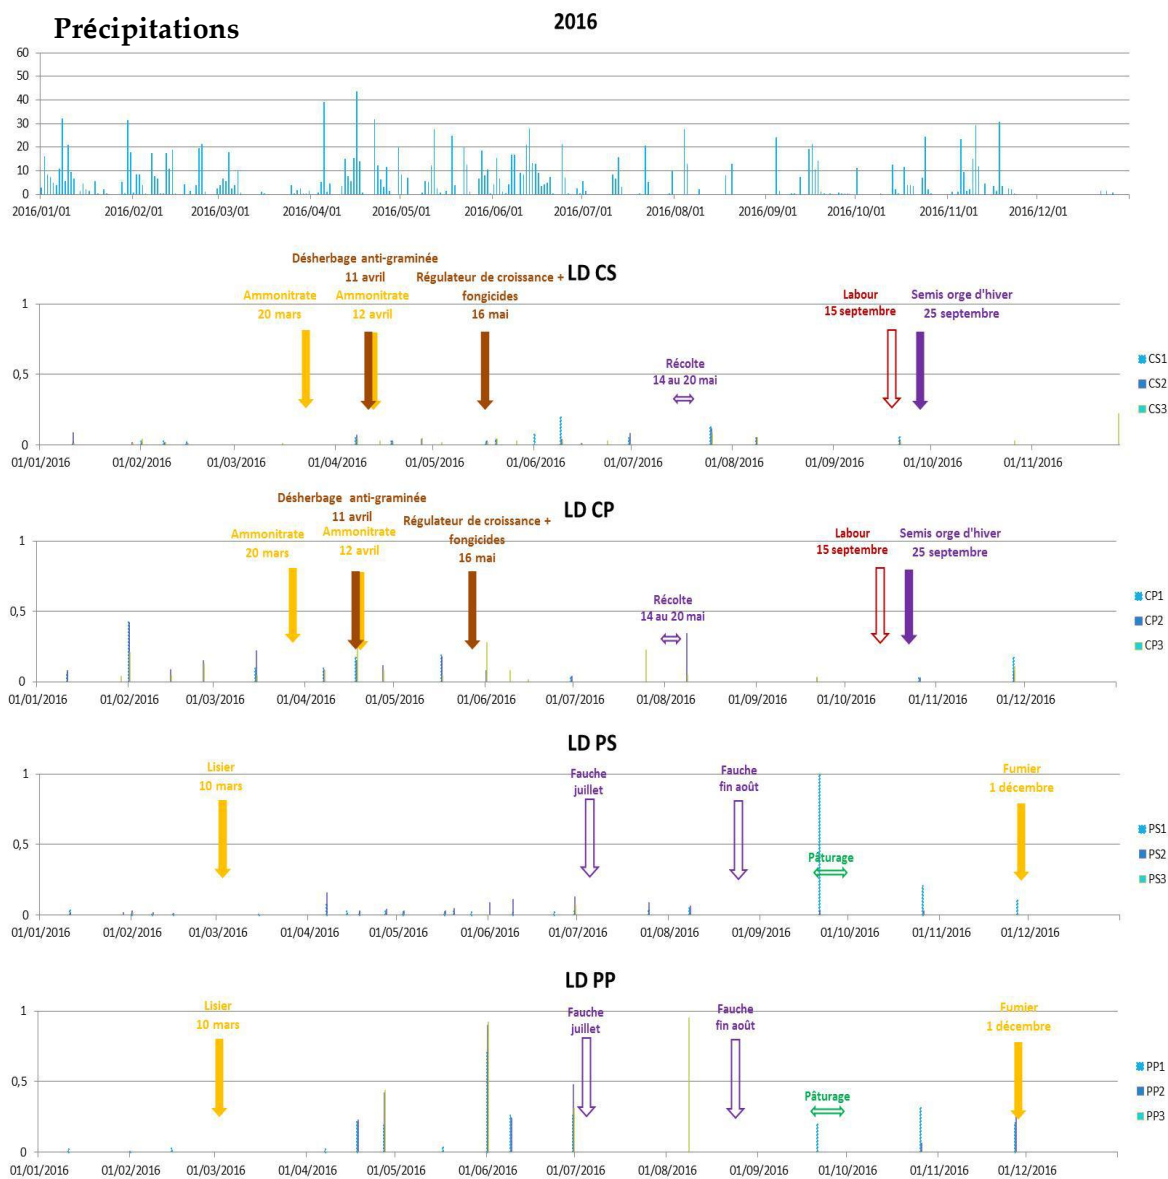 Précipitations
2016
60
50
40
30
20
10
0
2016/01/01 2016/02/01 2016/03/01 2016/04/01 2016/05/01 2016/06/01 2016/07/01 2016/08/01 2016/09/01 2016/10/01 2016/11/01 2016/12/01
LD CS
Désherbage anti-graminée
11 avril
Régulateur de croissance +
fongicides
16 mai
Ammonitrate
20 mars
Ammonitrate
12 avril
Labour
15 septembre
Semis orge d'hiver
25 septembre
Récolte
14 au 20 mai
1
0,5
0
CS1
CS2
CS3
01/01/2016 01/02/2016 01/03/2016 01/04/2016 01/05/2016 01/06/2016 01/07/2016 01/08/2016 01/09/2016 01/10/2016 01/11/2016
LD CP
Désherbage anti-graminée
11 avril
Régulateur de croissance +
fongicides
16 mai
Ammonitrate
20 mars
Ammonitrate
12 avril
Labour
15 septembre
Semis orge d'hiver
25 septembre
Récolte
14 au 20 mai
1
0,5
0
CP1
CP2
CP3
01/01/2016 01/02/2016 01/03/2016 01/04/2016 01/05/2016 01/06/2016 01/07/2016 01/08/2016 01/09/2016 01/10/2016 01/11/2016 01/12/2016
LD PS
Lisier
10 mars
Fauche
juillet
Fauche
fin août
Fumier
1 décembre
Pâturage
1
0,5
0
PS1
PS2
PS3
01/01/2016 01/02/2016 01/03/2016 01/04/2016 01/05/2016 01/06/2016 01/07/2016 01/08/2016 01/09/2016 01/10/2016 01/11/2016 01/12/2016
LD PP
Lisier
10 mars
Fauche
juillet
Fauche
fin août
Fumier
1 décembre
Pâturage
1
0,5
0
PP1
PP2
PP3
01/01/2016 01/02/2016 01/03/2016 01/04/2016 01/05/2016 01/06/2016 01/07/2016 01/08/2016 01/09/2016 01/10/2016 01/11/2016 01/12/2016